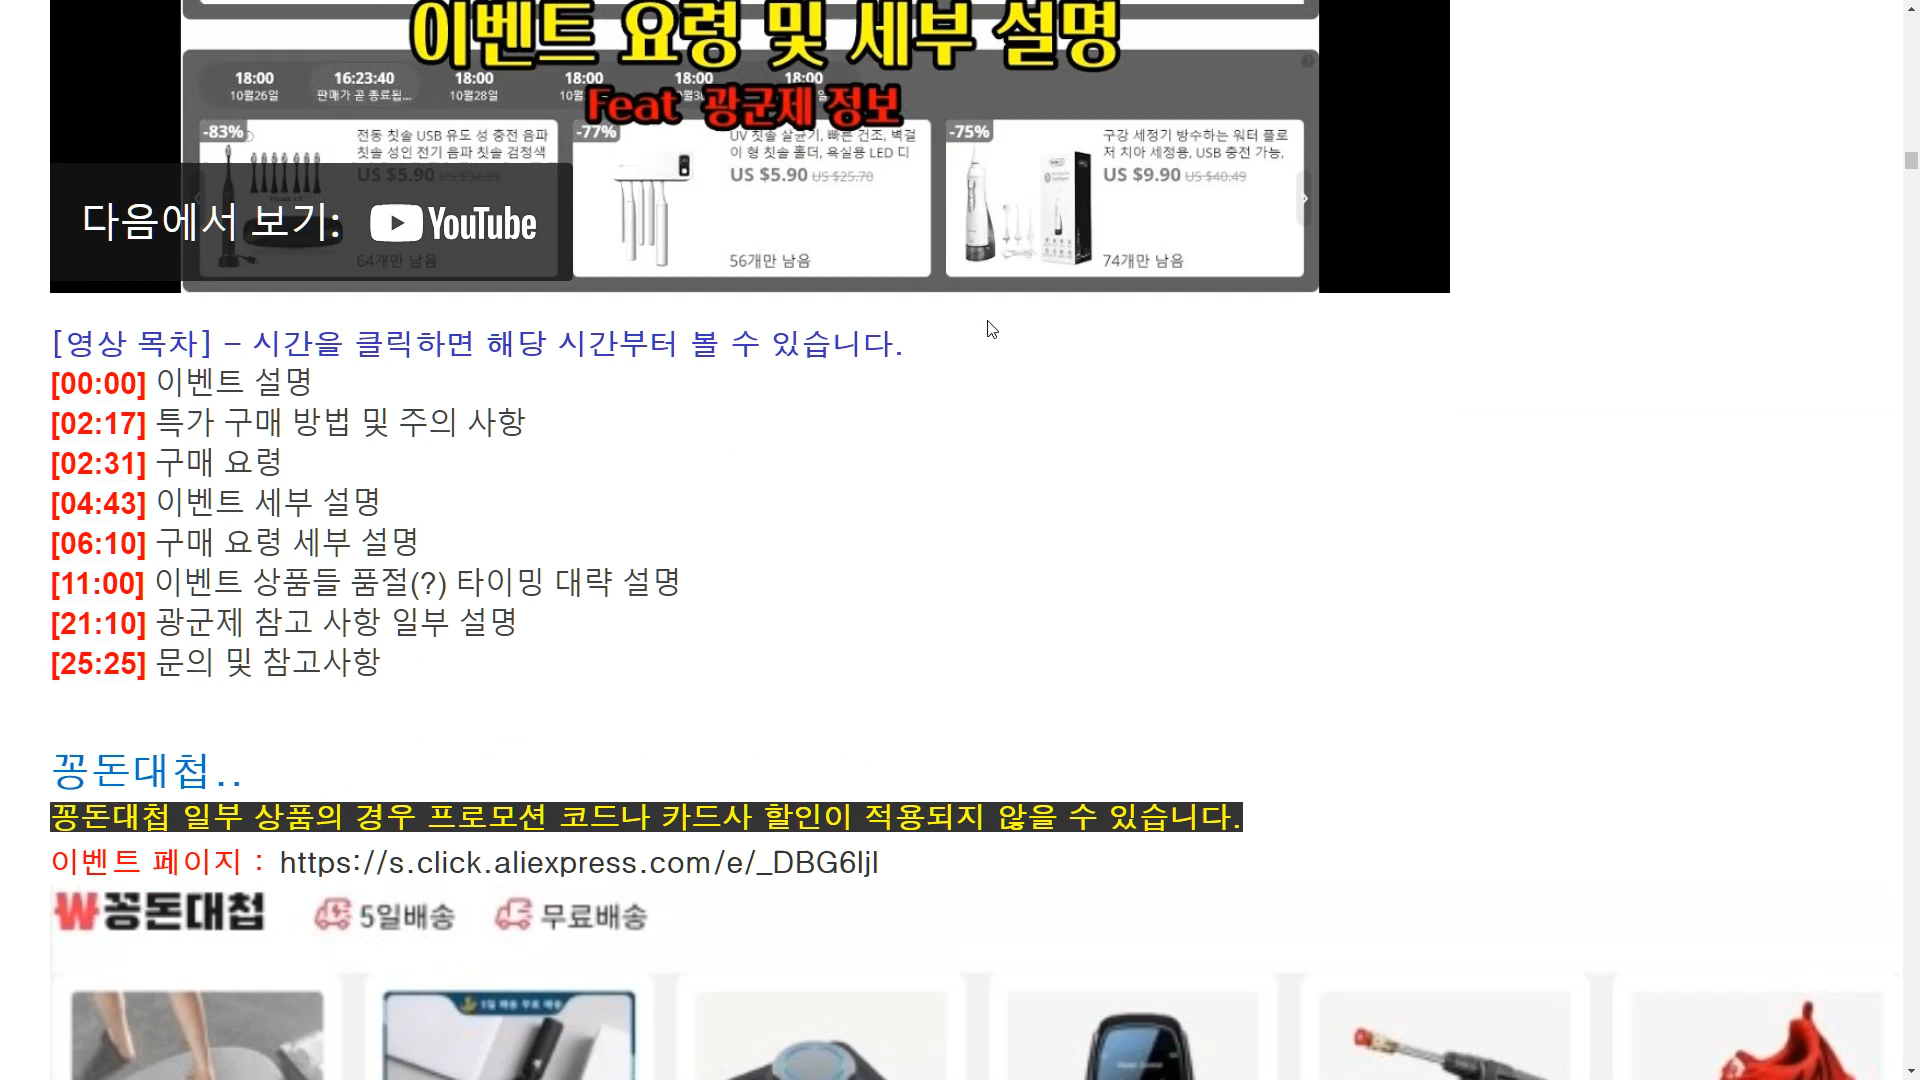 이벤트 요령 및 세부 설명
Feat 광군제 정보
18:00 16:23:40 18:00 18:00 18:00 18:00
10월26일 판매가 곧 종료됩... 10월28일
-83%
전동 칫솔 USB 유도 성 충전 음파
칫솔 성인 전기 음파 칫솔 검정색
US $5.90 US $34.99
64개만 남음
-77%
UV 칫솔 살균기, 빠른 건조, 벽걸
이 형 칫솔 홀더, 욕실용 LED 디
US $5.90 US $25.70
56개만 남음
-75%
구강 세정기 방수하는 워터 플로
저 치아 세정용, USB 충전 가능,
US $9.90 US $40.49
74개만 남음
다음에서 보기: YouTube
[영상 목차] - 시간을 클릭하면 해당 시간부터 볼 수 있습니다.
[00:00] 이벤트 설명
[02:17] 특가 구매 방법 및 주의 사항
[02:31] 구매 요령
[04:43] 이벤트 세부 설명
[06:10] 구매 요령 세부 설명
[11:00] 이벤트 상품들 품절(?) 타이밍 대략 설명
[21:10] 광군제 참고 사항 일부 설명
[25:25] 문의 및 참고사항
꽁돈대첩..
꽁돈대첩 일부 상품의 경우 프로모션 코드나 카드사 할인이 적용되지 않을 수 있습니다.
이벤트 페이지 : https://s.click.aliexpress.com/e/_DBG6ljl
₩꽁돈대첩 5일배송 무료배송
5일 배송 무료 배송